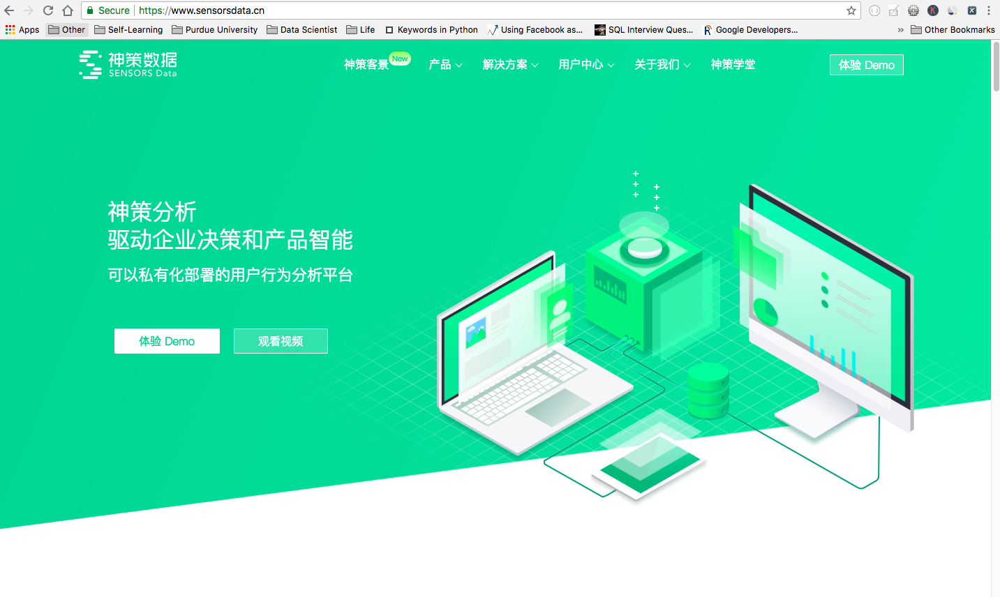 Secure
https://www.sensorsdata.cn
Apps
Other
Self-Learning
Purdue University
Data Scientist
Life
Keywords in Python
Using Facebook as...
SQL Interview Ques...
Google Developers...
»
Other Bookmarks
神策数据
SENSORS Data
神策客景
New
产品
解决方案
用户中心
关于我们
神策学堂
体验 Demo
神策分析
驱动企业决策和产品智能
可以私有化部署的用户行为分析平台
体验 Demo
观看视频